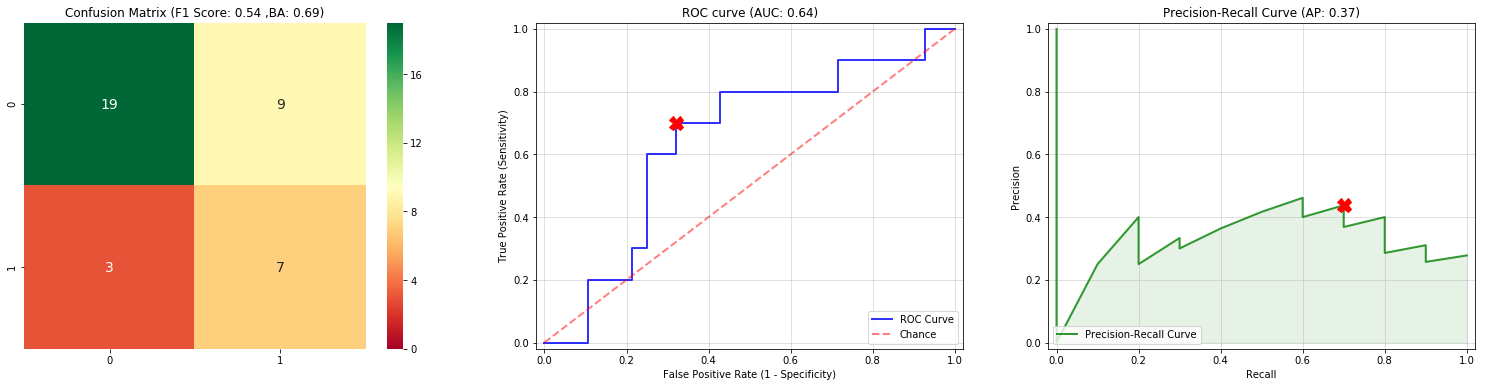 Confusion Matrix (F1 Score: 0.54 ,BA: 0.69)
0
1
19
9
3
7
0
1
16
12
8
4
0
ROC curve (AUC: 0.64)
True Positive Rate (Sensitivity)
1.0
0.8
0.6
0.4
0.2
0.0
ROC Curve
Chance
0.0 0.2 0.4 0.6 0.8 1.0
False Positive Rate (1 - Specificity)
Precision-Recall Curve (AP: 0.37)
Precision
1.0
0.8
0.6
0.4
0.2
0.0
Precision-Recall Curve
0.0 0.2 0.4 0.6 0.8 1.0
Recall